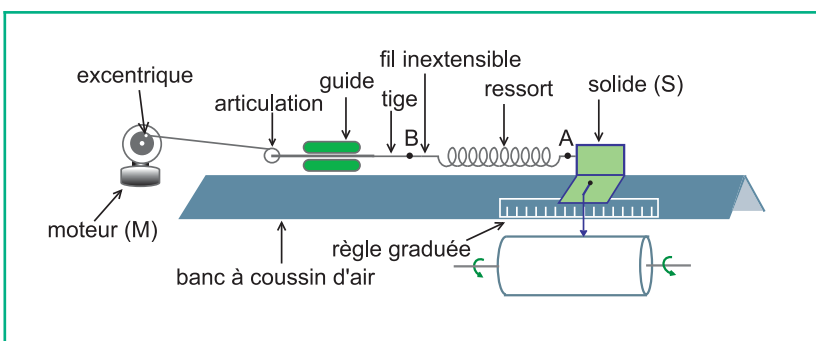 fil inextensible
excentrique
guide
ressort
solide (S)
articulation
tige
B
A
moteur (M)
règle graduée
banc à coussin d'air